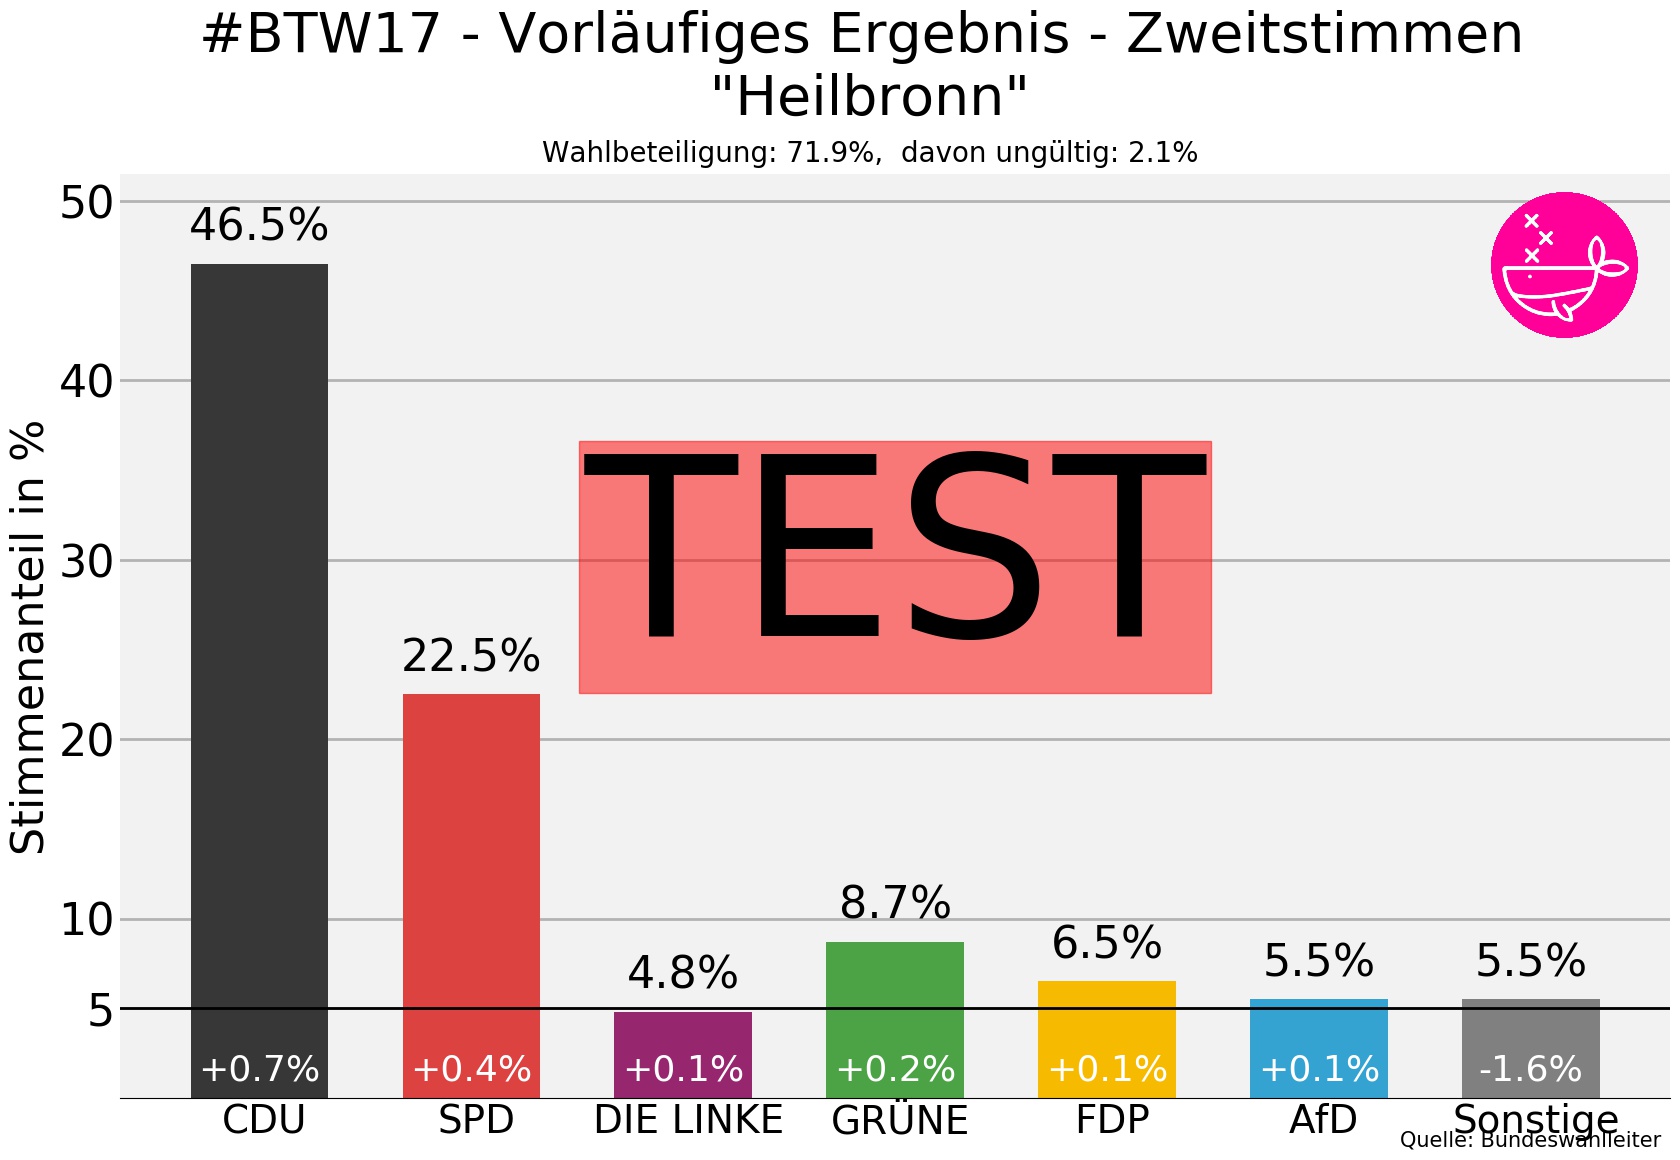 #BTW17 - Vorläufiges Ergebnis - Zweitstimmen
"Heilbronn"
Wahlbeteiligung: 71.9%,  davon ungültig: 2.1%
Stimmenanteil in %
50
40
30
20
10
5
46.5%
22.5%
4.8%
8.7%
6.5%
5.5%
5.5%
TEST
+0.7%
+0.4%
+0.1%
+0.2%
+0.1%
+0.1%
-1.6%
CDU
SPD
DIE LINKE
GRÜNE
FDP
AfD
Sonstige
Quelle: Bundeswahlleiter